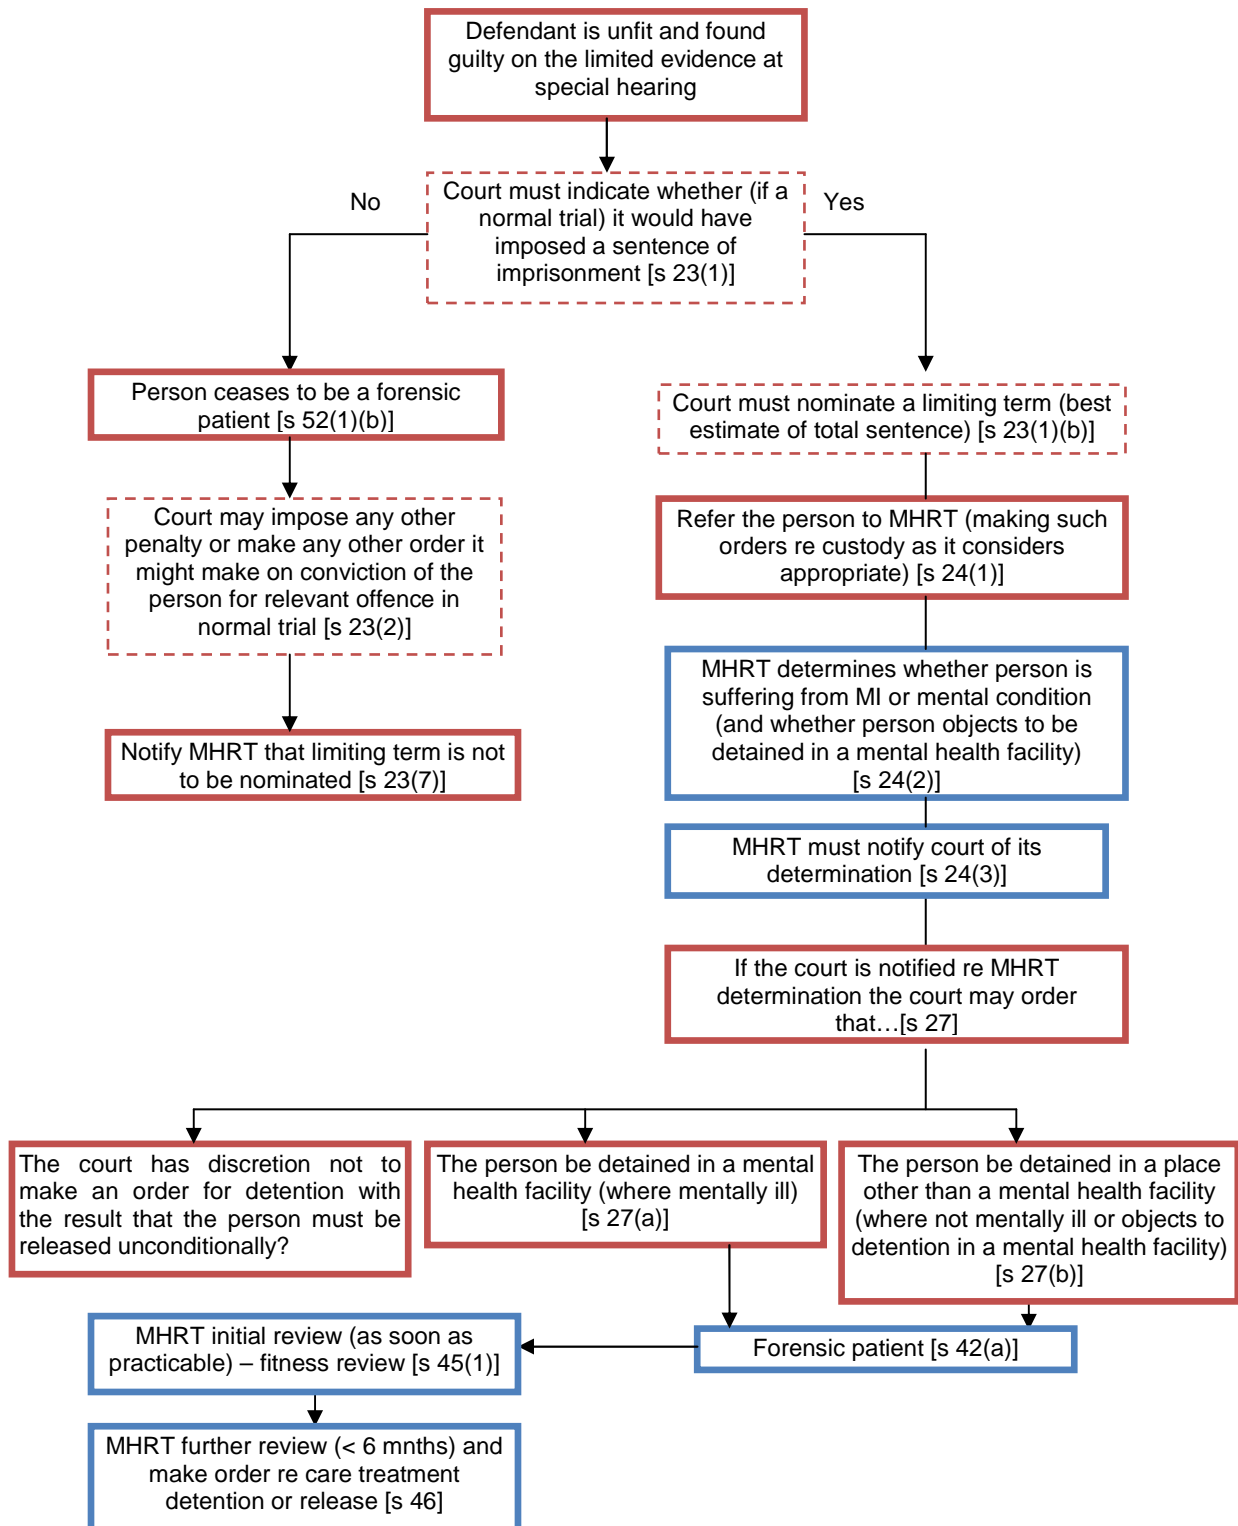 Defendant is unfit and found
guilty on the limited evidence at
special hearing
Court must indicate whether (if a
normal trial) it would have
imposed a sentence of
imprisonment [s 23(1)]
No
Yes
Person ceases to be a forensic
patient [s 52(1)(b)]
Court may impose any other
penalty or make any other order it
might make on conviction of the
person for relevant offence in
normal trial [s 23(2)]
Notify MHRT that limiting term is not
to be nominated [s 23(7)]
Court must nominate a limiting term (best
estimate of total sentence) [s 23(1)(b)]
Refer the person to MHRT (making such
orders re custody as it considers
appropriate) [s 24(1)]
MHRT determines whether person is
suffering from MI or mental condition
(and whether person objects to be
detained in a mental health facility)
[s 24(2)]
MHRT must notify court of its
determination [s 24(3)]
If the court is notified re MHRT
determination the court may order
that…[s 27]
The court has discretion not to
make an order for detention with
the result that the person must be
released unconditionally?
The person be detained in a mental
health facility (where mentally ill)
[s 27(a)]
The person be detained in a place
other than a mental health facility
(where not mentally ill or objects to
detention in a mental health facility)
[s 27(b)]
Forensic patient [s 42(a)]
MHRT initial review (as soon as
practicable) – fitness review [s 45(1)]
MHRT further review (< 6 mnths) and
make order re care treatment
detention or release [s 46]